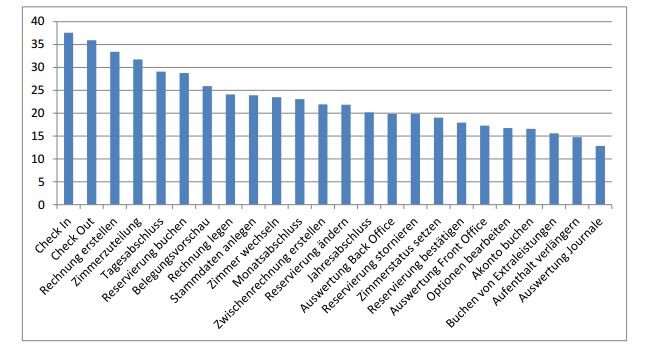 40
35
30
25
20
15
10
5
0
Check In
Check Out
Rechnung erstellen
Zimmerzuteilung
Tagesabschluss
Reservierung buchen
Belegungsvorschau
Rechnung legen
Stammdaten anlegen
Zimmer wechseln
Monatsabschluss
Zwischenrechnung erstellen
Reservierung ändern
Jahresabschluss
Auswertung Back Office
Reservierung stornieren
Zimmerstatus setzen
Reservierung bestätigen
Auswertung Front Office
Optionen bearbeiten
Akonto buchen
Buchen von Extraleistungen
Aufenthalt verlängern
Auswertung Journale